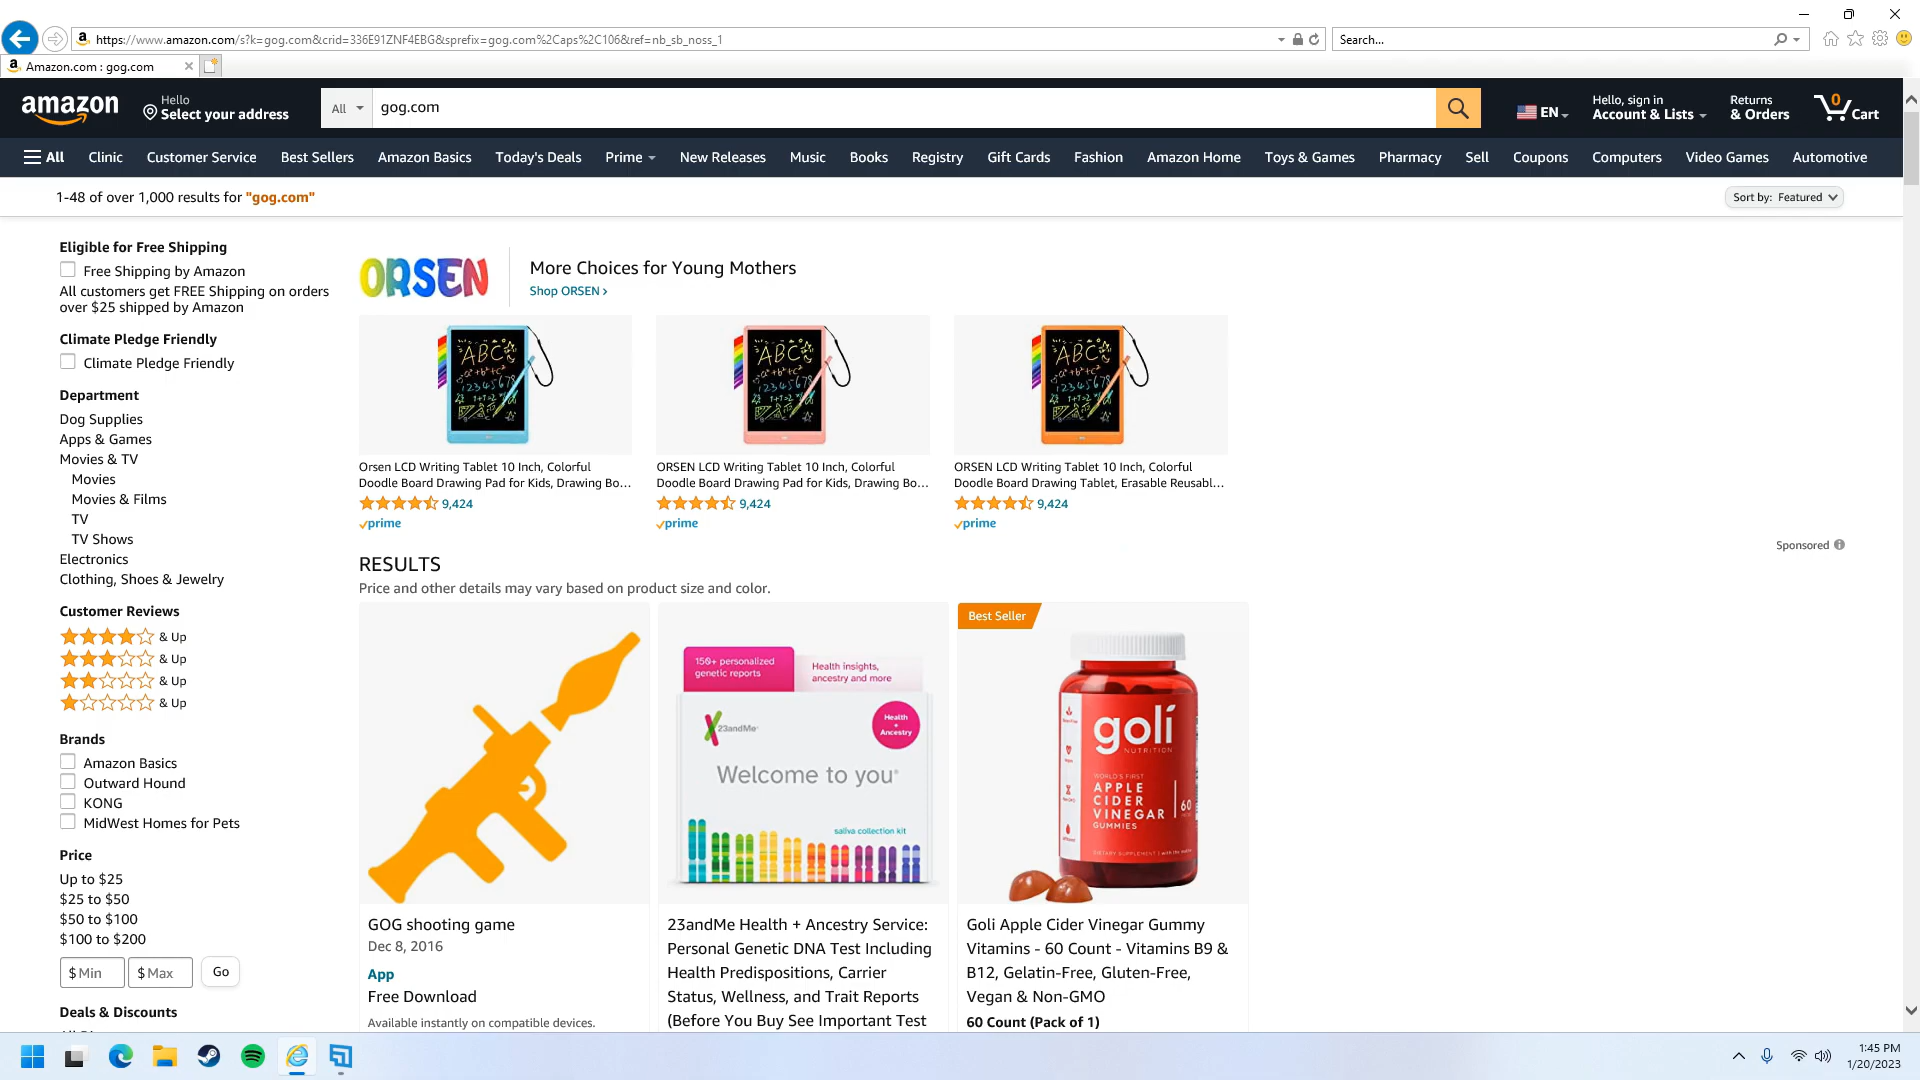 https://www.amazon.com/s?k=gog.com&crid=336E91ZNF4EBG&sprefix=gog.com%2Caps%2C106&ref=nb_sb_noss_1
Search...
Amazon.com : gog.com
amazon
Hello
Select your address
All
gog.com
EN
Hello, sign in
Account & Lists
Returns
& Orders
0
Cart
All Clinic Customer Service Best Sellers Amazon Basics Today's Deals Prime New Releases Music Books Registry Gift Cards Fashion Amazon Home Toys & Games Pharmacy Sell Coupons Computers Video Games Automotive
1-48 of over 1,000 results for "gog.com"
Sort by: Featured
Eligible for Free Shipping
Free Shipping by Amazon
All customers get FREE Shipping on orders
over $25 shipped by Amazon
Climate Pledge Friendly
Climate Pledge Friendly
Department
Dog Supplies
Apps & Games
Movies & TV
Movies
Movies & Films
TV
TV Shows
Electronics
Clothing, Shoes & Jewelry
Customer Reviews
& Up
& Up
& Up
& Up
Brands
Amazon Basics
Outward Hound
KONG
MidWest Homes for Pets
Price
Up to $25
$25 to $50
$50 to $100
$100 to $200
$ Min
$ Max
Go
Deals & Discounts
ORSEN
More Choices for Young Mothers
Shop ORSEN ›
ABC
ABC
ABC
Orsen LCD Writing Tablet 10 Inch, Colorful
Doodle Board Drawing Pad for Kids, Drawing Bo...
9,424
prime
ORSEN LCD Writing Tablet 10 Inch, Colorful
Doodle Board Drawing Pad for Kids, Drawing Bo...
9,424
prime
ORSEN LCD Writing Tablet 10 Inch, Colorful
Doodle Board Drawing Tablet, Erasable Reusabl...
9,424
prime
Sponsored
RESULTS
Price and other details may vary based on product size and color.
GOG shooting game
Dec 8, 2016
App
Free Download
Available instantly on compatible devices.
150+ personalized
genetic reports
Health insights,
ancestry and more
23andMe
Health
+
Ancestry
Welcome to you
saliva collection kit
23andMe Health + Ancestry Service:
Personal Genetic DNA Test Including
Health Predispositions, Carrier
Status, Wellness, and Trait Reports
(Before You Buy See Important Test
Best Seller
goli
NUTRITION
WORLD'S FIRST
APPLE
CIDER
VINEGAR
GUMMIES
60
Goli Apple Cider Vinegar Gummy
Vitamins - 60 Count - Vitamins B9 &
B12, Gelatin-Free, Gluten-Free,
Vegan & Non-GMO
60 Count (Pack of 1)
1:45 PM
1/20/2023